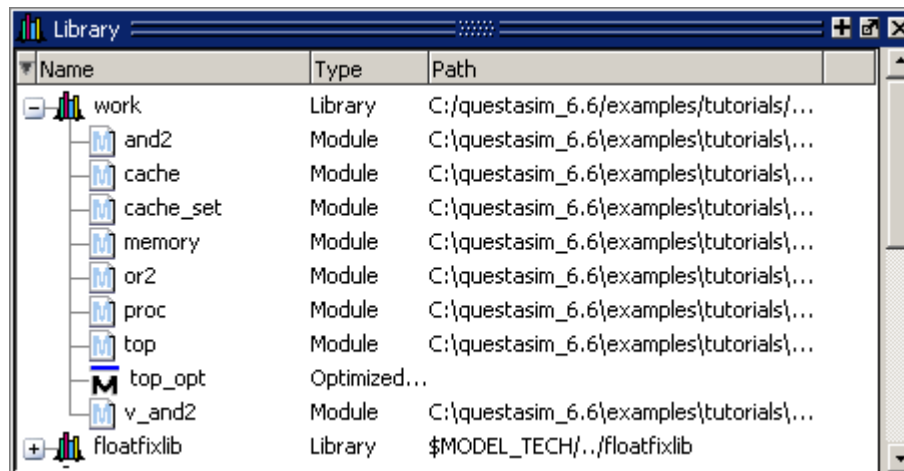 Library
Name Type Path
work Library C:/questasim_6.6/examples/tutorials/...
and2 Module C:\questasim_6.6\examples\tutorials\...
cache Module C:\questasim_6.6\examples\tutorials\...
cache_set Module C:\questasim_6.6\examples\tutorials\...
memory Module C:\questasim_6.6\examples\tutorials\...
or2 Module C:\questasim_6.6\examples\tutorials\...
proc Module C:\questasim_6.6\examples\tutorials\...
top Module C:\questasim_6.6\examples\tutorials\...
top_opt Optimized...
v_and2 Module C:\questasim_6.6\examples\tutorials\...
floatfixlib Library $MODEL_TECH/../floatfixlib